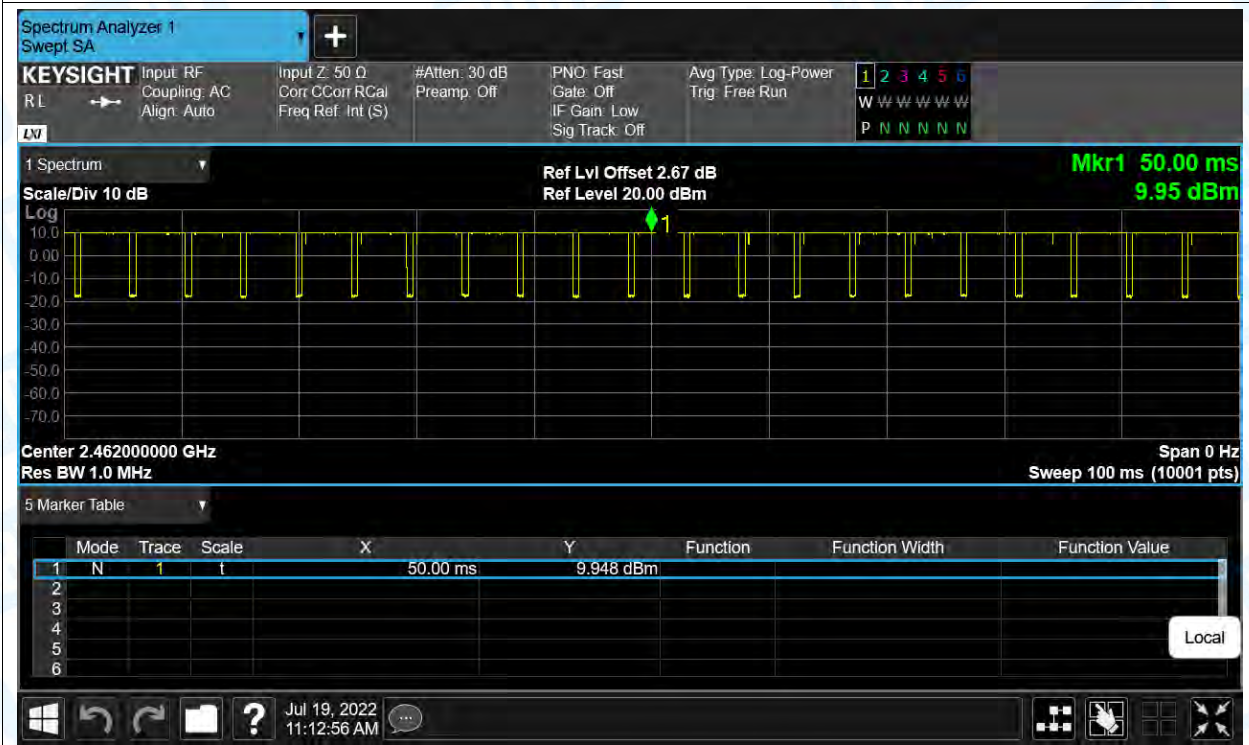 Spectrum Analyzer 1
Swept SA
+
KEYSIGHT
R L
LXI
Input: RF
Coupling: AC
Align: Auto
Input Z: 50 Ω
Corr CCorr RCal
Freq Ref: Int (S)
#Atten: 30 dB
Preamp: Off
PNO: Fast
Gate: Off
IF Gain: Low
Sig Track: Off
Avg Type: Log-Power
Trig: Free Run
1 2 3 4 5 6
W W W W W W
P N N N N N
1 Spectrum
Scale/Div 10 dB
Ref Lvl Offset 2.67 dB
Ref Level 20.00 dBm
Mkr1 50.00 ms
9.95 dBm
Log
10.0
0.00
-10.0
-20.0
-30.0
-40.0
-50.0
-60.0
-70.0
1
Center 2.462000000 GHz
Res BW 1.0 MHz
Span 0 Hz
Sweep 100 ms (10001 pts)
5 Marker Table
Mode Trace Scale X Y Function Function Width Function Value
1 N 1 t 50.00 ms 9.948 dBm
2
3
4
5
6
Local
?
Jul 19, 2022
11:12:56 AM